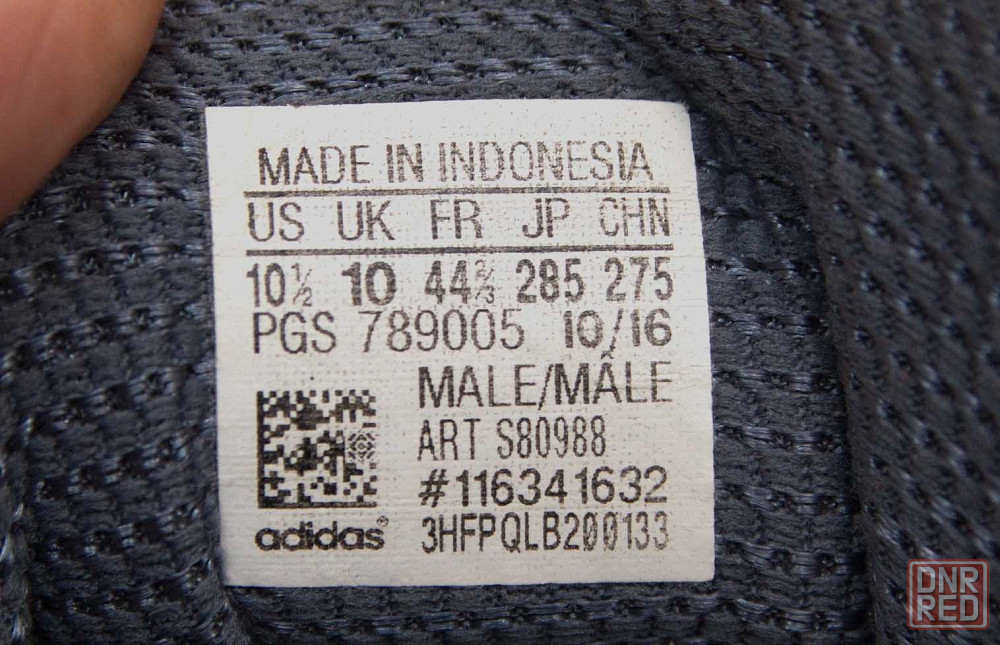 MADE IN INDONESIA
US UK FR JP CHN
10½ 10 44⅔ 285 275
PGS 789005 10/16
MALE/MÂLE
ART S80988
#116341632
adidas® 3HFPQLB200133
DNR
RED